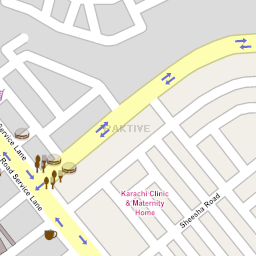 AKTIVE
Service Lane
Road Service Lane
Karachi Clinic
& Maternity
Home
Sheesha Road